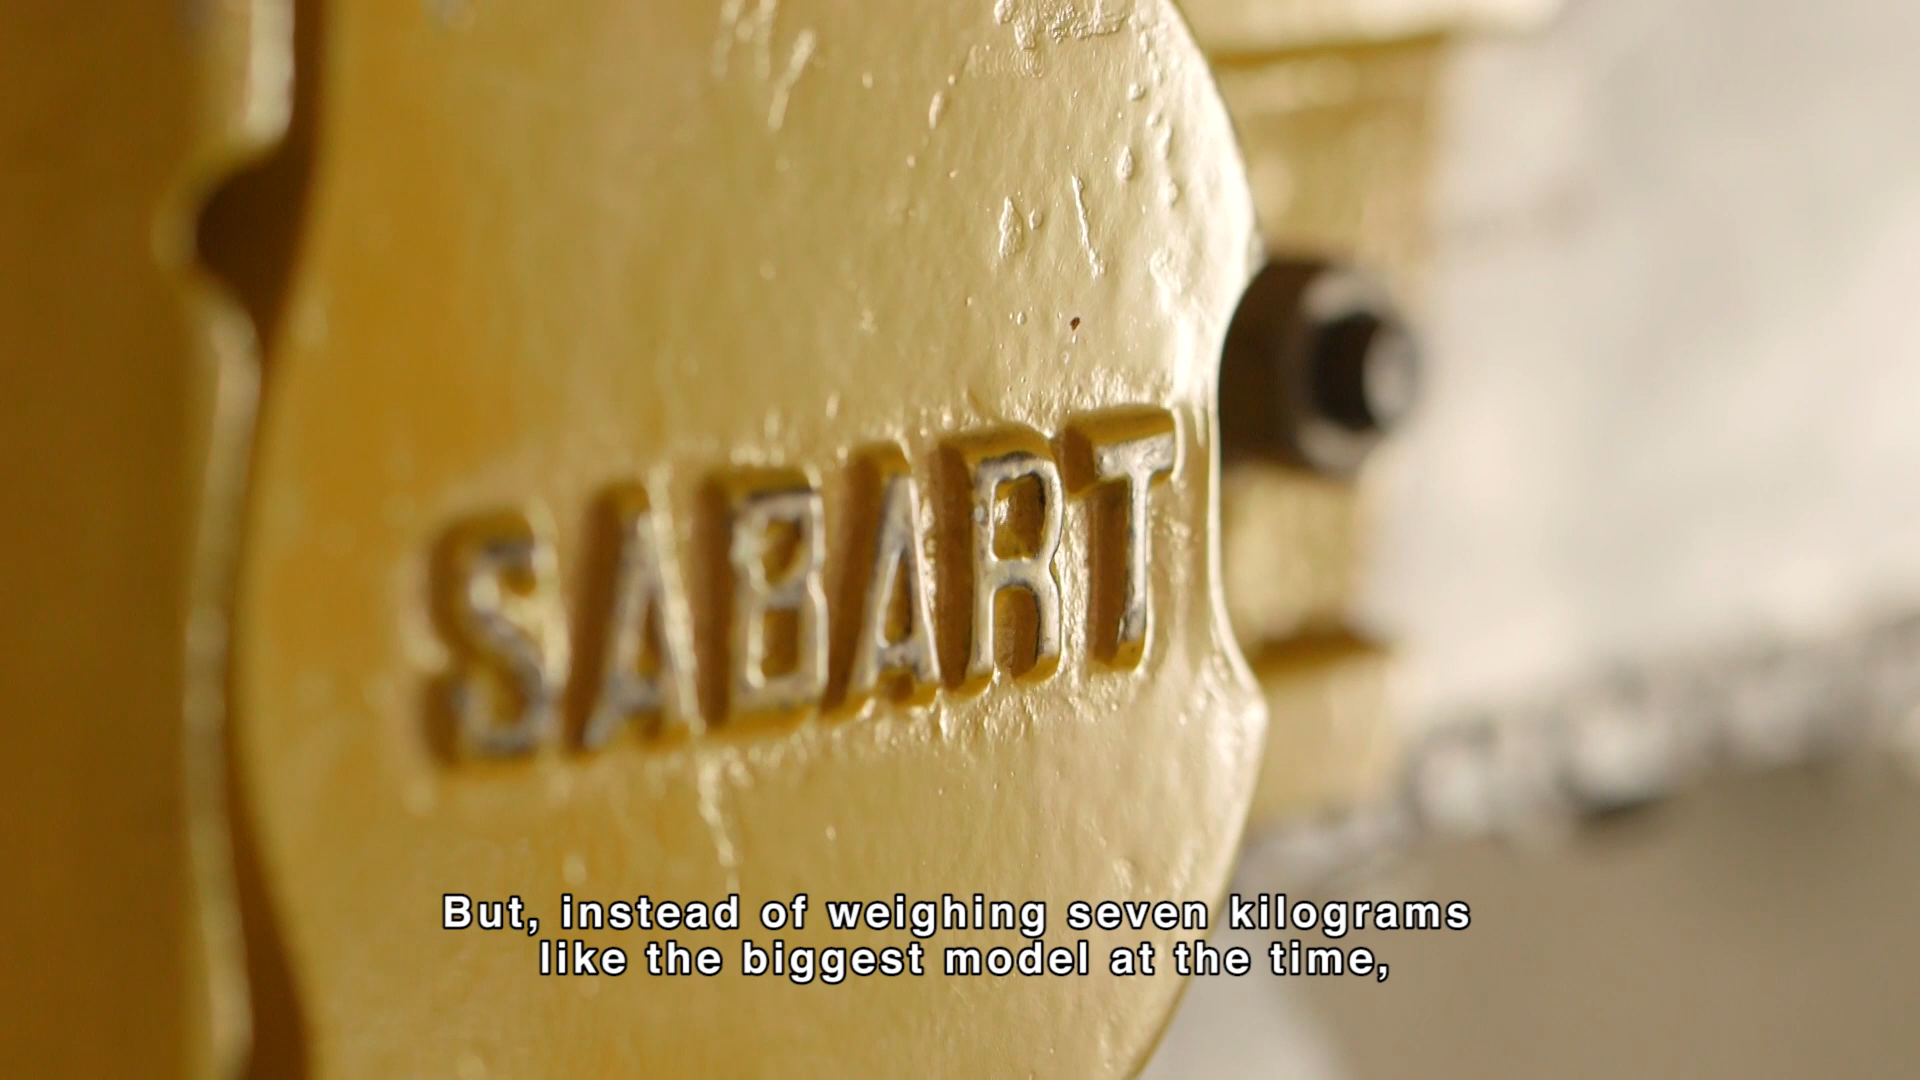 SABART
But, instead of weighing seven kilograms
like the biggest model at the time,